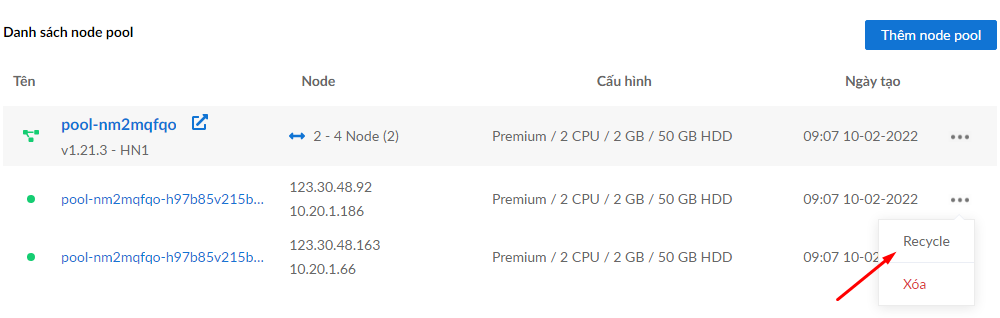 Danh sách node pool
Thêm node pool
Tên Node Cấu hình Ngày tạo
pool-nm2mqfqo
v1.21.3 - HN1
2 - 4 Node (2) Premium / 2 CPU / 2 GB / 50 GB HDD 09:07 10-02-2022
pool-nm2mqfqo-h97b85v215b...
123.30.48.92
10.20.1.186
Premium / 2 CPU / 2 GB / 50 GB HDD 09:07 10-02-2022
pool-nm2mqfqo-h97b85v215b...
123.30.48.163
10.20.1.66
Premium / 2 CPU / 2 GB / 50 GB HDD 09:07 10-02-2
Recycle
Xóa